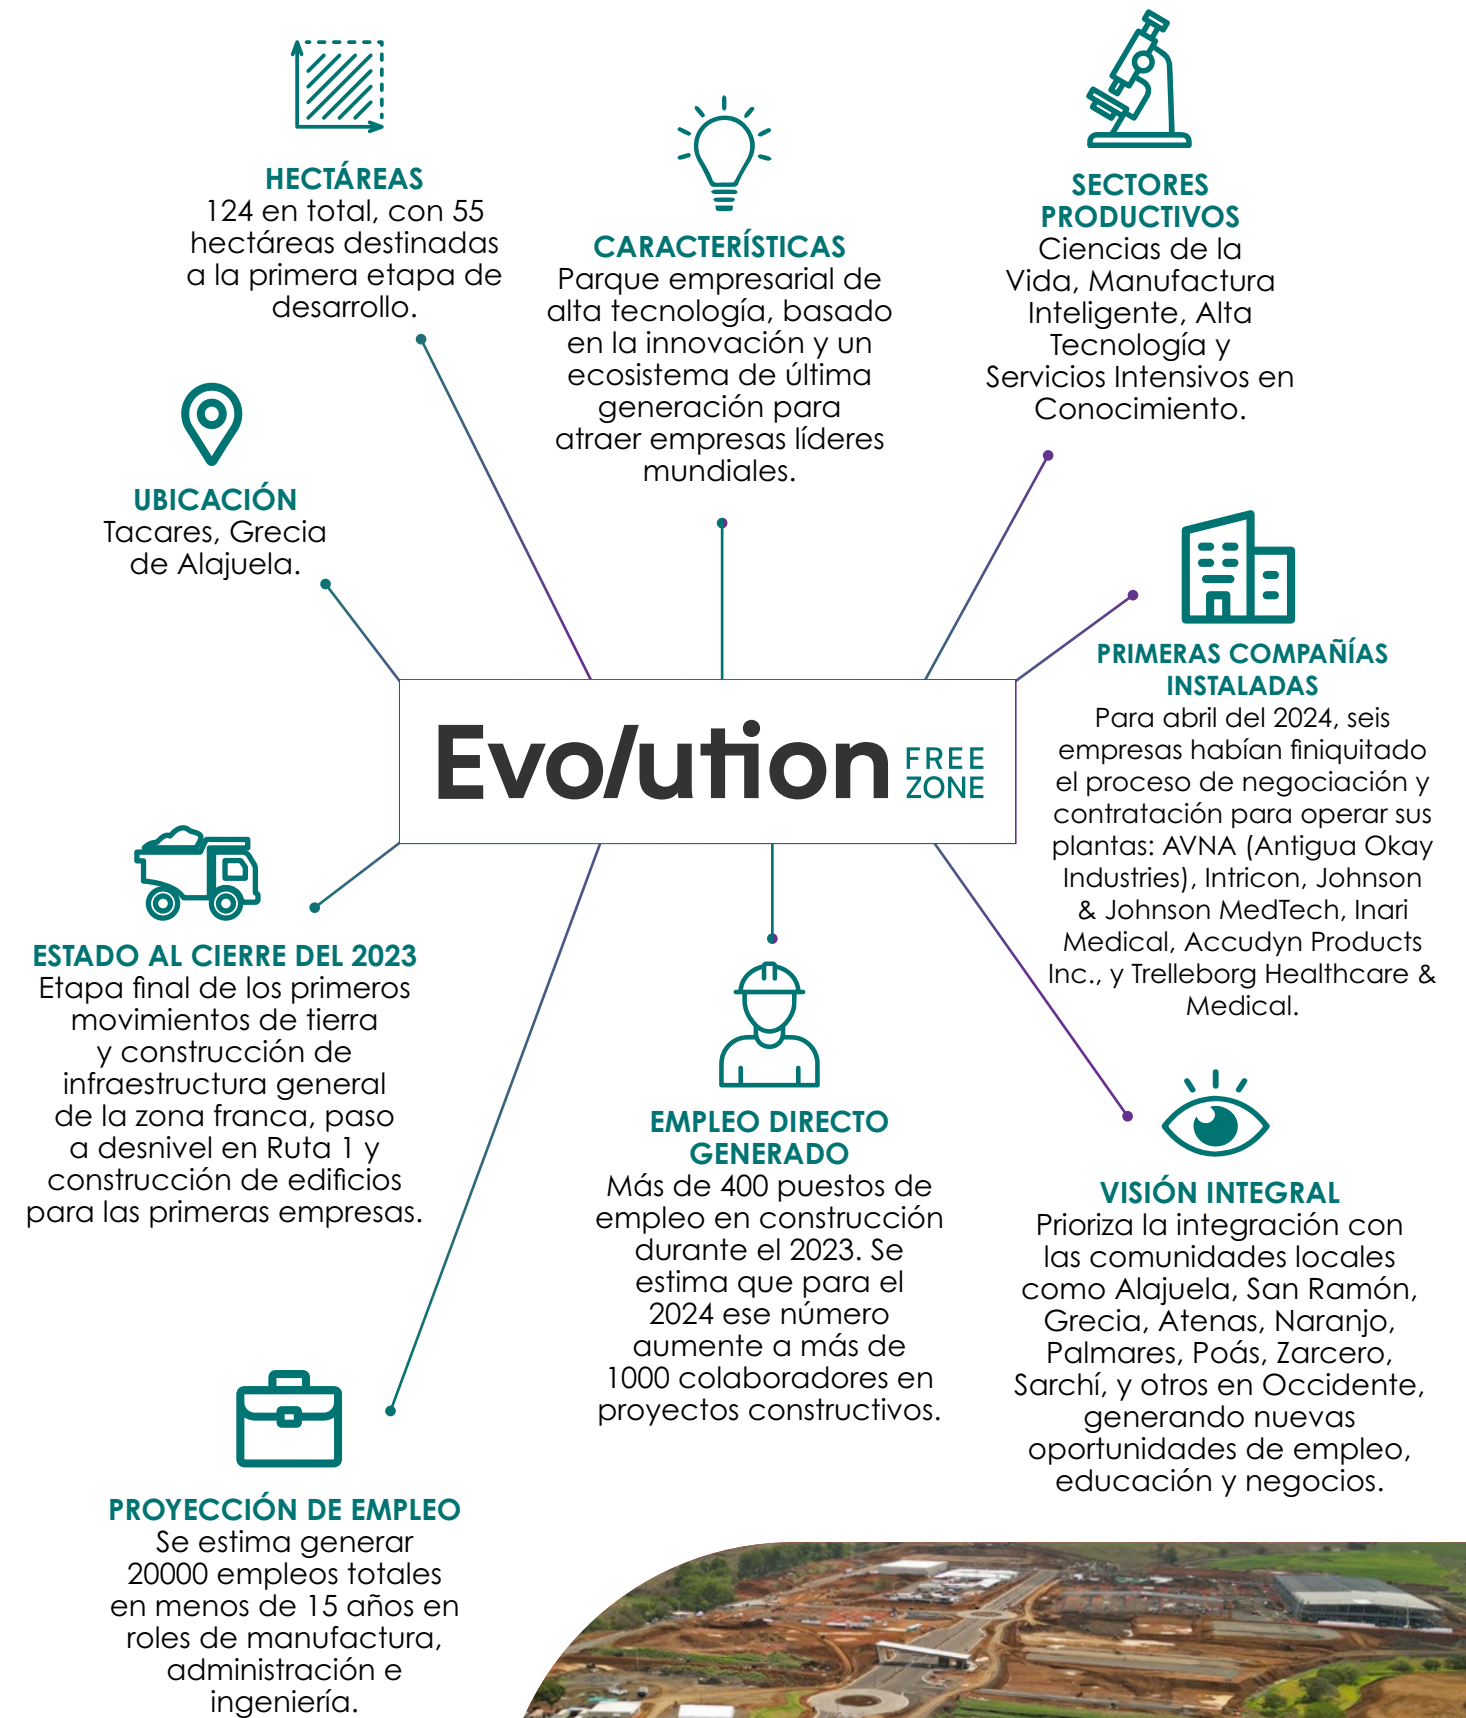 HECTÁREAS
124 en total, con 55
hectáreas destinadas
a la primera etapa de
desarrollo.
CARACTERÍSTICAS
Parque empresarial de
alta tecnología, basado
en la innovación y un
ecosistema de última
generación para
atraer empresas líderes
mundiales.
SECTORES
PRODUCTIVOS
Ciencias de la
Vida, Manufactura
Inteligente, Alta
Tecnología y
Servicios Intensivos en
Conocimiento.
UBICACIÓN
Tacares, Grecia
de Alajuela.
PRIMERAS COMPAÑÍAS
INSTALADAS
Para abril del 2024, seis
empresas habían finiquitado
el proceso de negociación y
contratación para operar sus
plantas: AVNA (Antigua Okay
Industries), Intricon, Johnson
& Johnson MedTech, Inari
Medical, Accudyn Products
Inc., y Trelleborg Healthcare &
Medical.
Evolution FREE
ZONE
ESTADO AL CIERRE DEL 2023
Etapa final de los primeros
movimientos de tierra
y construcción de
infraestructura general
de la zona franca, paso
a desnivel en Ruta 1 y
construcción de edificios
para las primeras empresas.
EMPLEO DIRECTO
GENERADO
Más de 400 puestos de
empleo en construcción
durante el 2023. Se
estima que para el
2024 ese número
aumente a más de
1000 colaboradores en
proyectos constructivos.
VISIÓN INTEGRAL
Prioriza la integración con
las comunidades locales
como Alajuela, San Ramón,
Grecia, Atenas, Naranjo,
Palmares, Poás, Zarcero,
Sarchí, y otros en Occidente,
generando nuevas
oportunidades de empleo,
educación y negocios.
PROYECCIÓN DE EMPLEO
Se estima generar
20000 empleos totales
en menos de 15 años en
roles de manufactura,
administración e
ingeniería.